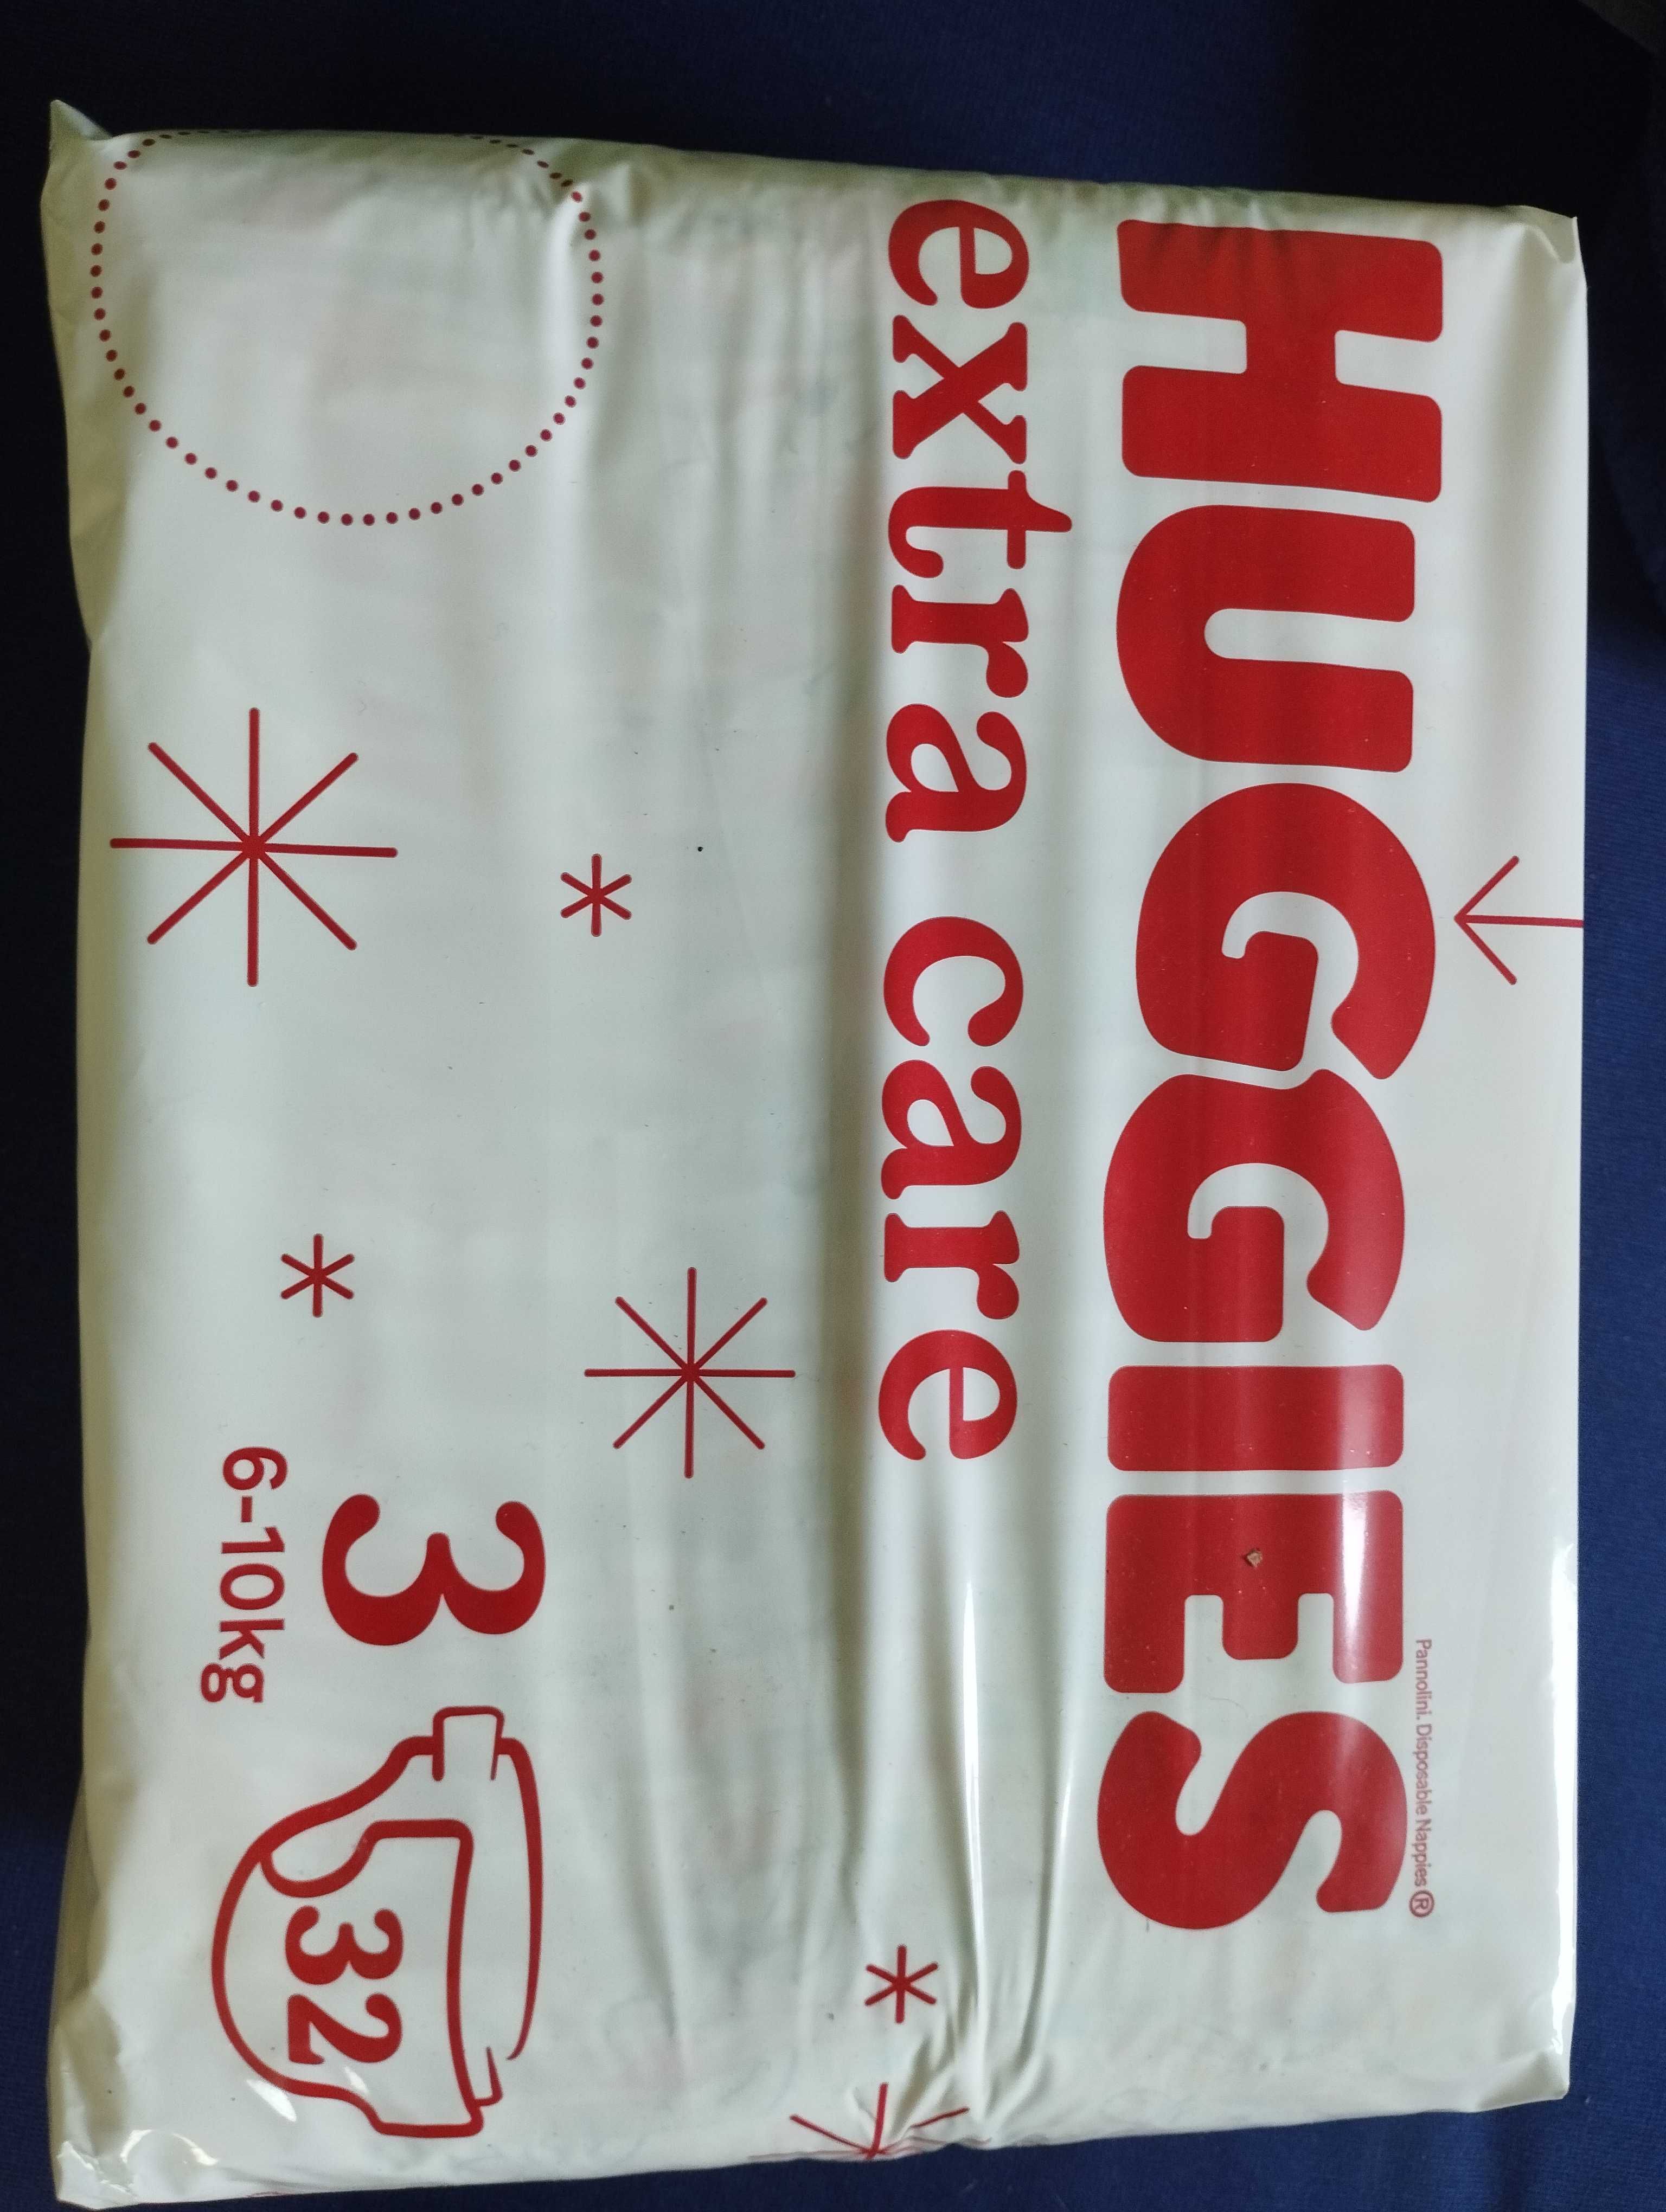 Pannolini. Disposable Nappies ®
HUGGIES
extra care
3
6-10kg
32